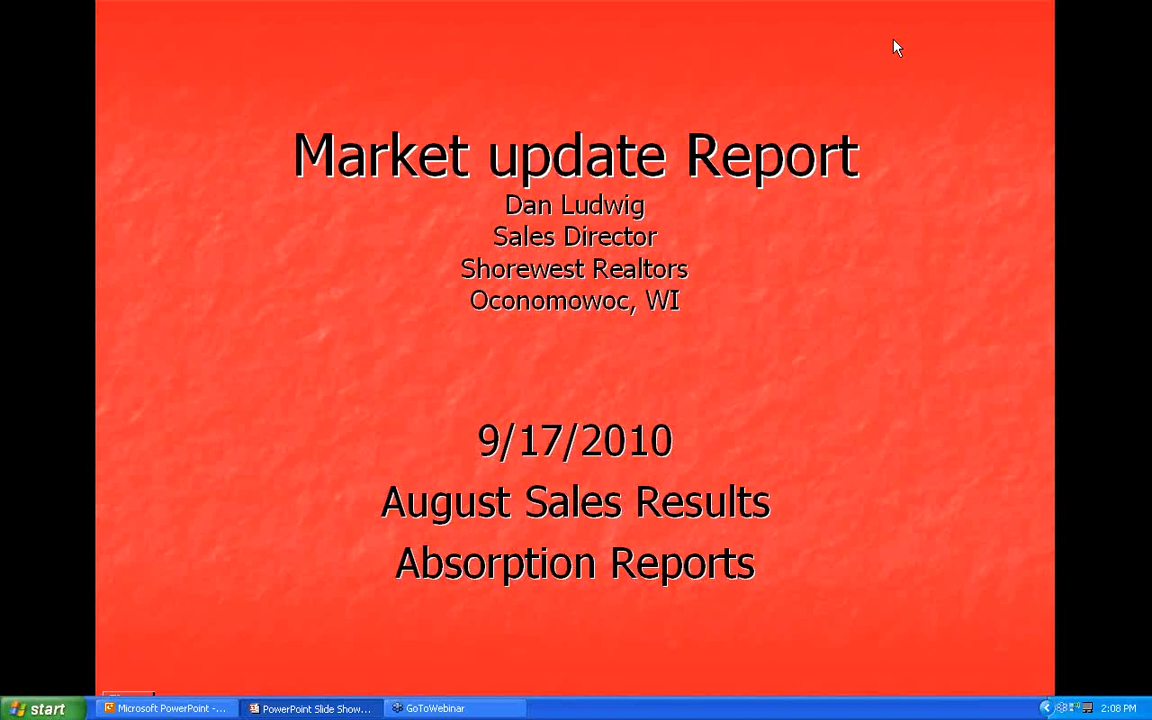 Market update Report
Dan Ludwig
Sales Director
Shorewest Realtors
Oconomowoc, WI
9/17/2010
August Sales Results
Absorption Reports
start
Microsoft PowerPoint -...
PowerPoint Slide Show...
GoToWebinar
2:08 PM